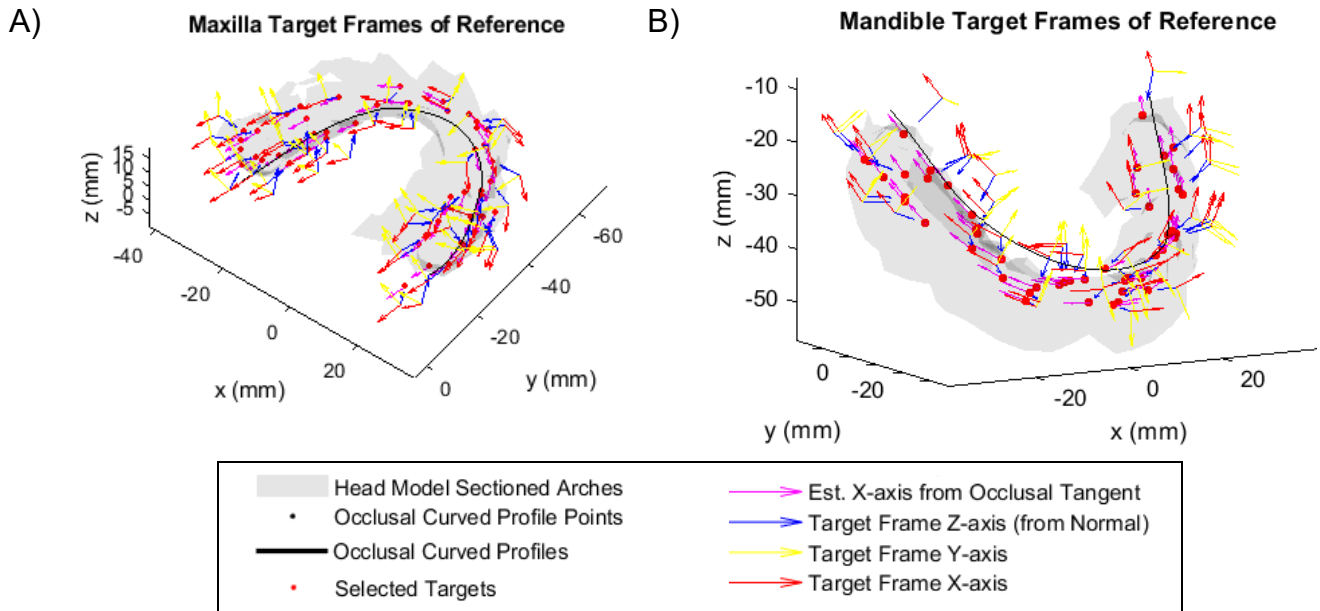 A)
Maxilla Target Frames of Reference
15
10
5
0
-5
z (mm)
-40
-20
0
20
x (mm)
-60
-40
-20
0
y (mm)
B)
Mandible Target Frames of Reference
-10
-20
-30
-40
-50
z (mm)
0
-20
y (mm)
-20
0
20
x (mm)
Head Model Sectioned Arches
Occlusal Curved Profile Points
Occlusal Curved Profiles
Selected Targets
Est. X-axis from Occlusal Tangent
Target Frame Z-axis (from Normal)
Target Frame Y-axis
Target Frame X-axis